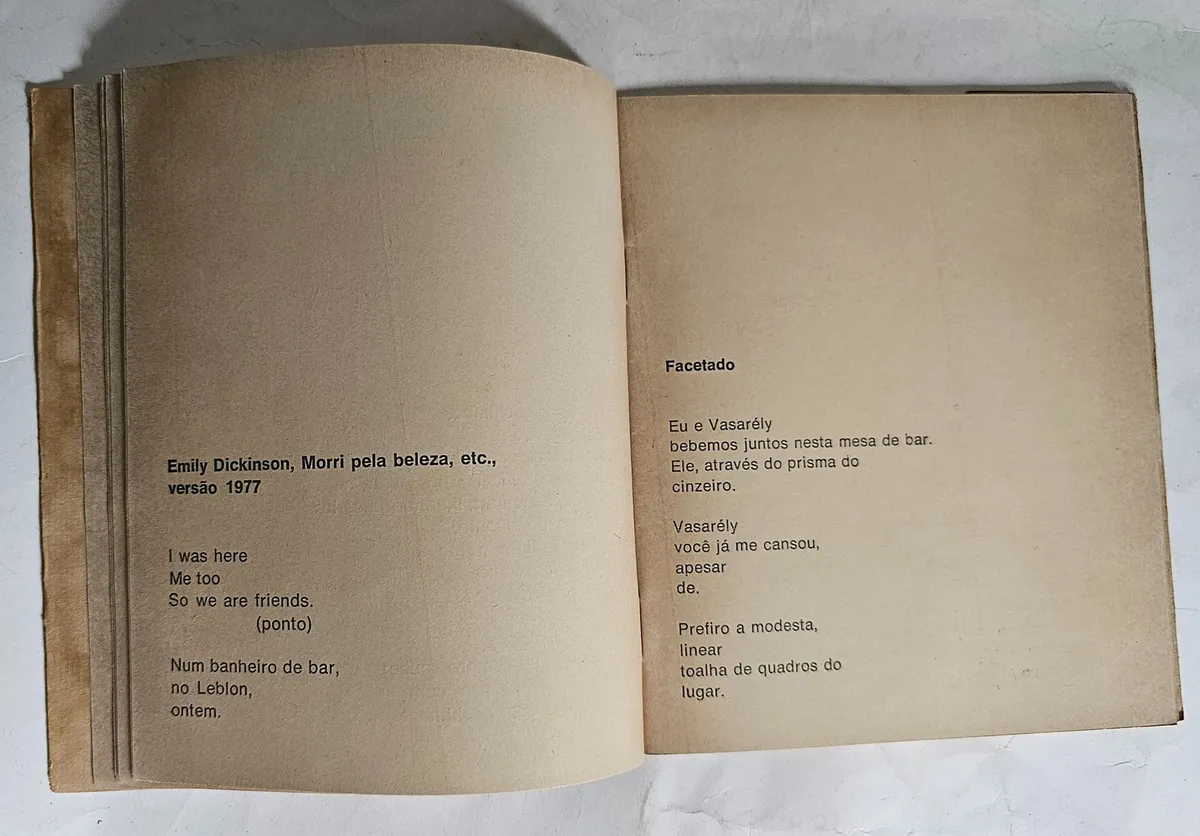 Emily Dickinson, Morri pela beleza, etc.,
versão 1977
I was here
Me too
So we are friends.
(ponto)
Num banheiro de bar,
no Leblon,
ontem.
Facetado
Eu e Vasarély
bebemos juntos nesta mesa de bar.
Ele, através do prisma do
cinzeiro.
Vasarély
você já me cansou,
apesar
de.
Prefiro a modesta,
linear
toalha de quadros do
lugar.